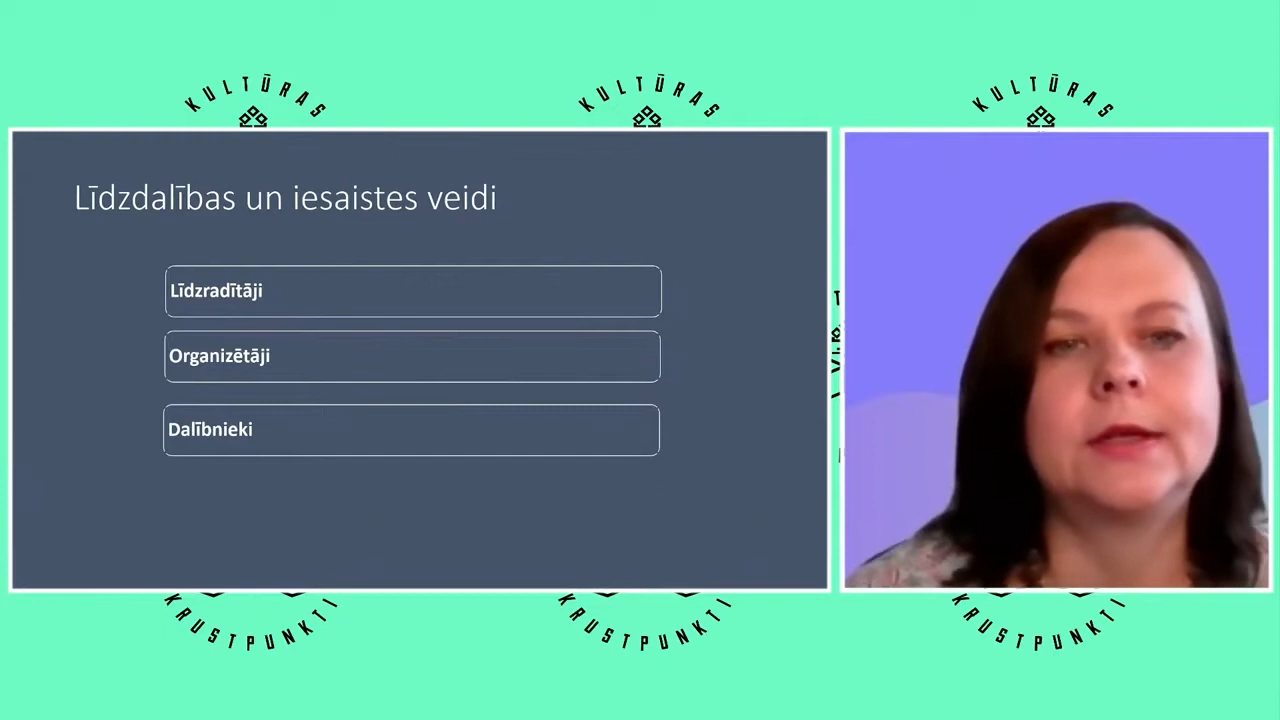 KULTŪRAS KULTŪRAS KULTŪRAS
Līdzdalības un iesaistes veidi
Līdzradītāji
Organizētāji
Dalībnieki
KRUSTPUNKTI KRUSTPUNKTI KRUSTPUNKTI